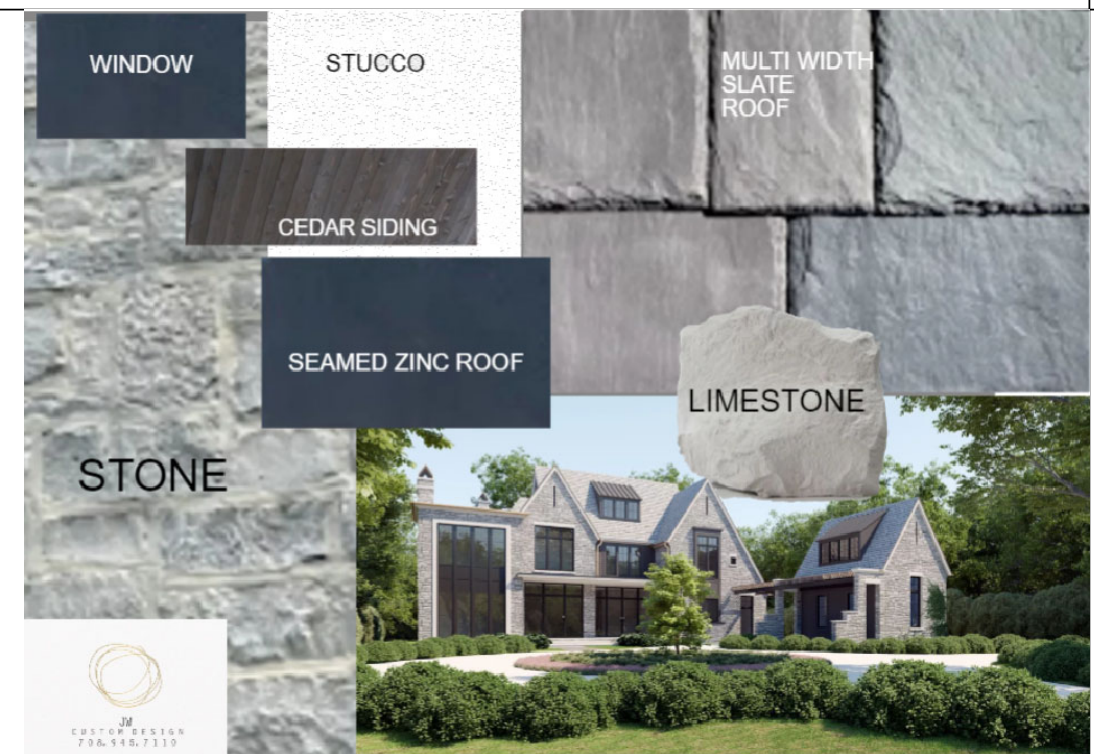 WINDOW
STUCCO
MULTI WIDTH
SLATE
ROOF
CEDAR SIDING
SEAMED ZINC ROOF
LIMESTONE
STONE
JM
CUSTOM DESIGN
708.945.7110